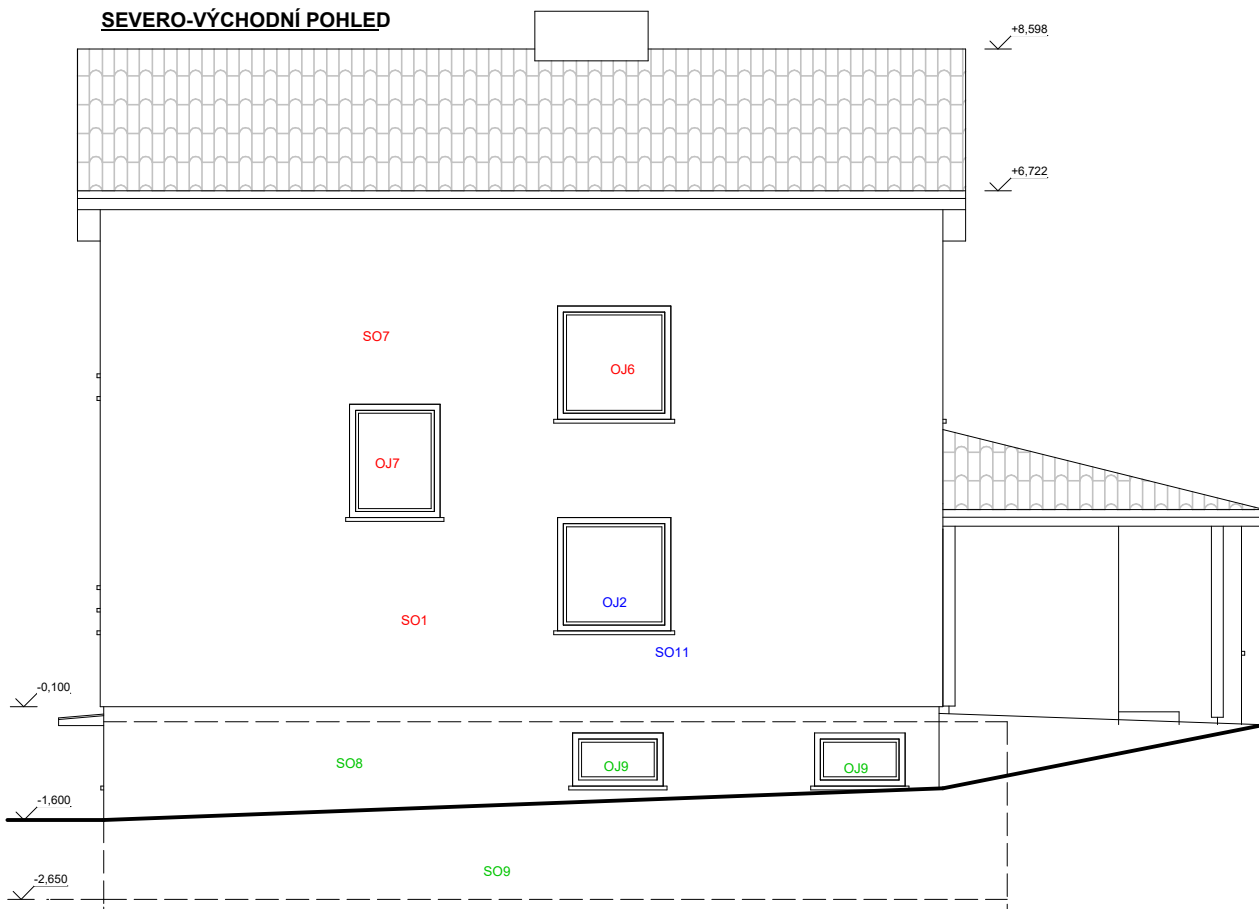 SEVERO-VÝCHODNÍ POHLED
+8,598
+6,722
SO7
OJ6
OJ7
OJ2
SO1
SO11
-0,100
SO8
OJ9
OJ9
-1,600
SO9
-2,650